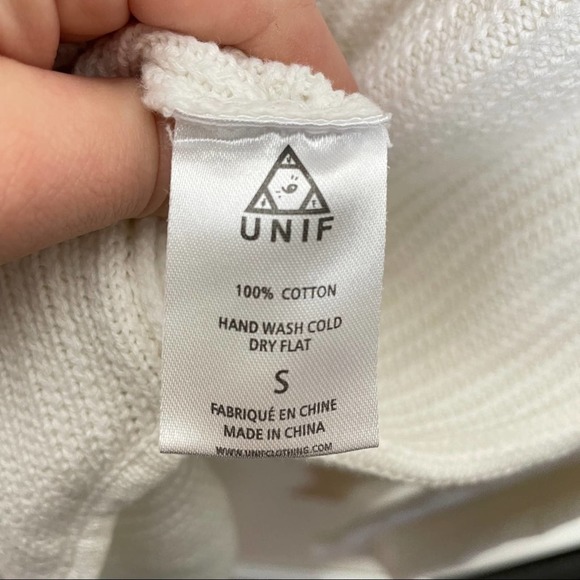 UNIF
100% COTTON
HAND WASH COLD
DRY FLAT
S
FABRIQUÉ EN CHINE
MADE IN CHINA
WWW.UNIFCLOTHING.COM